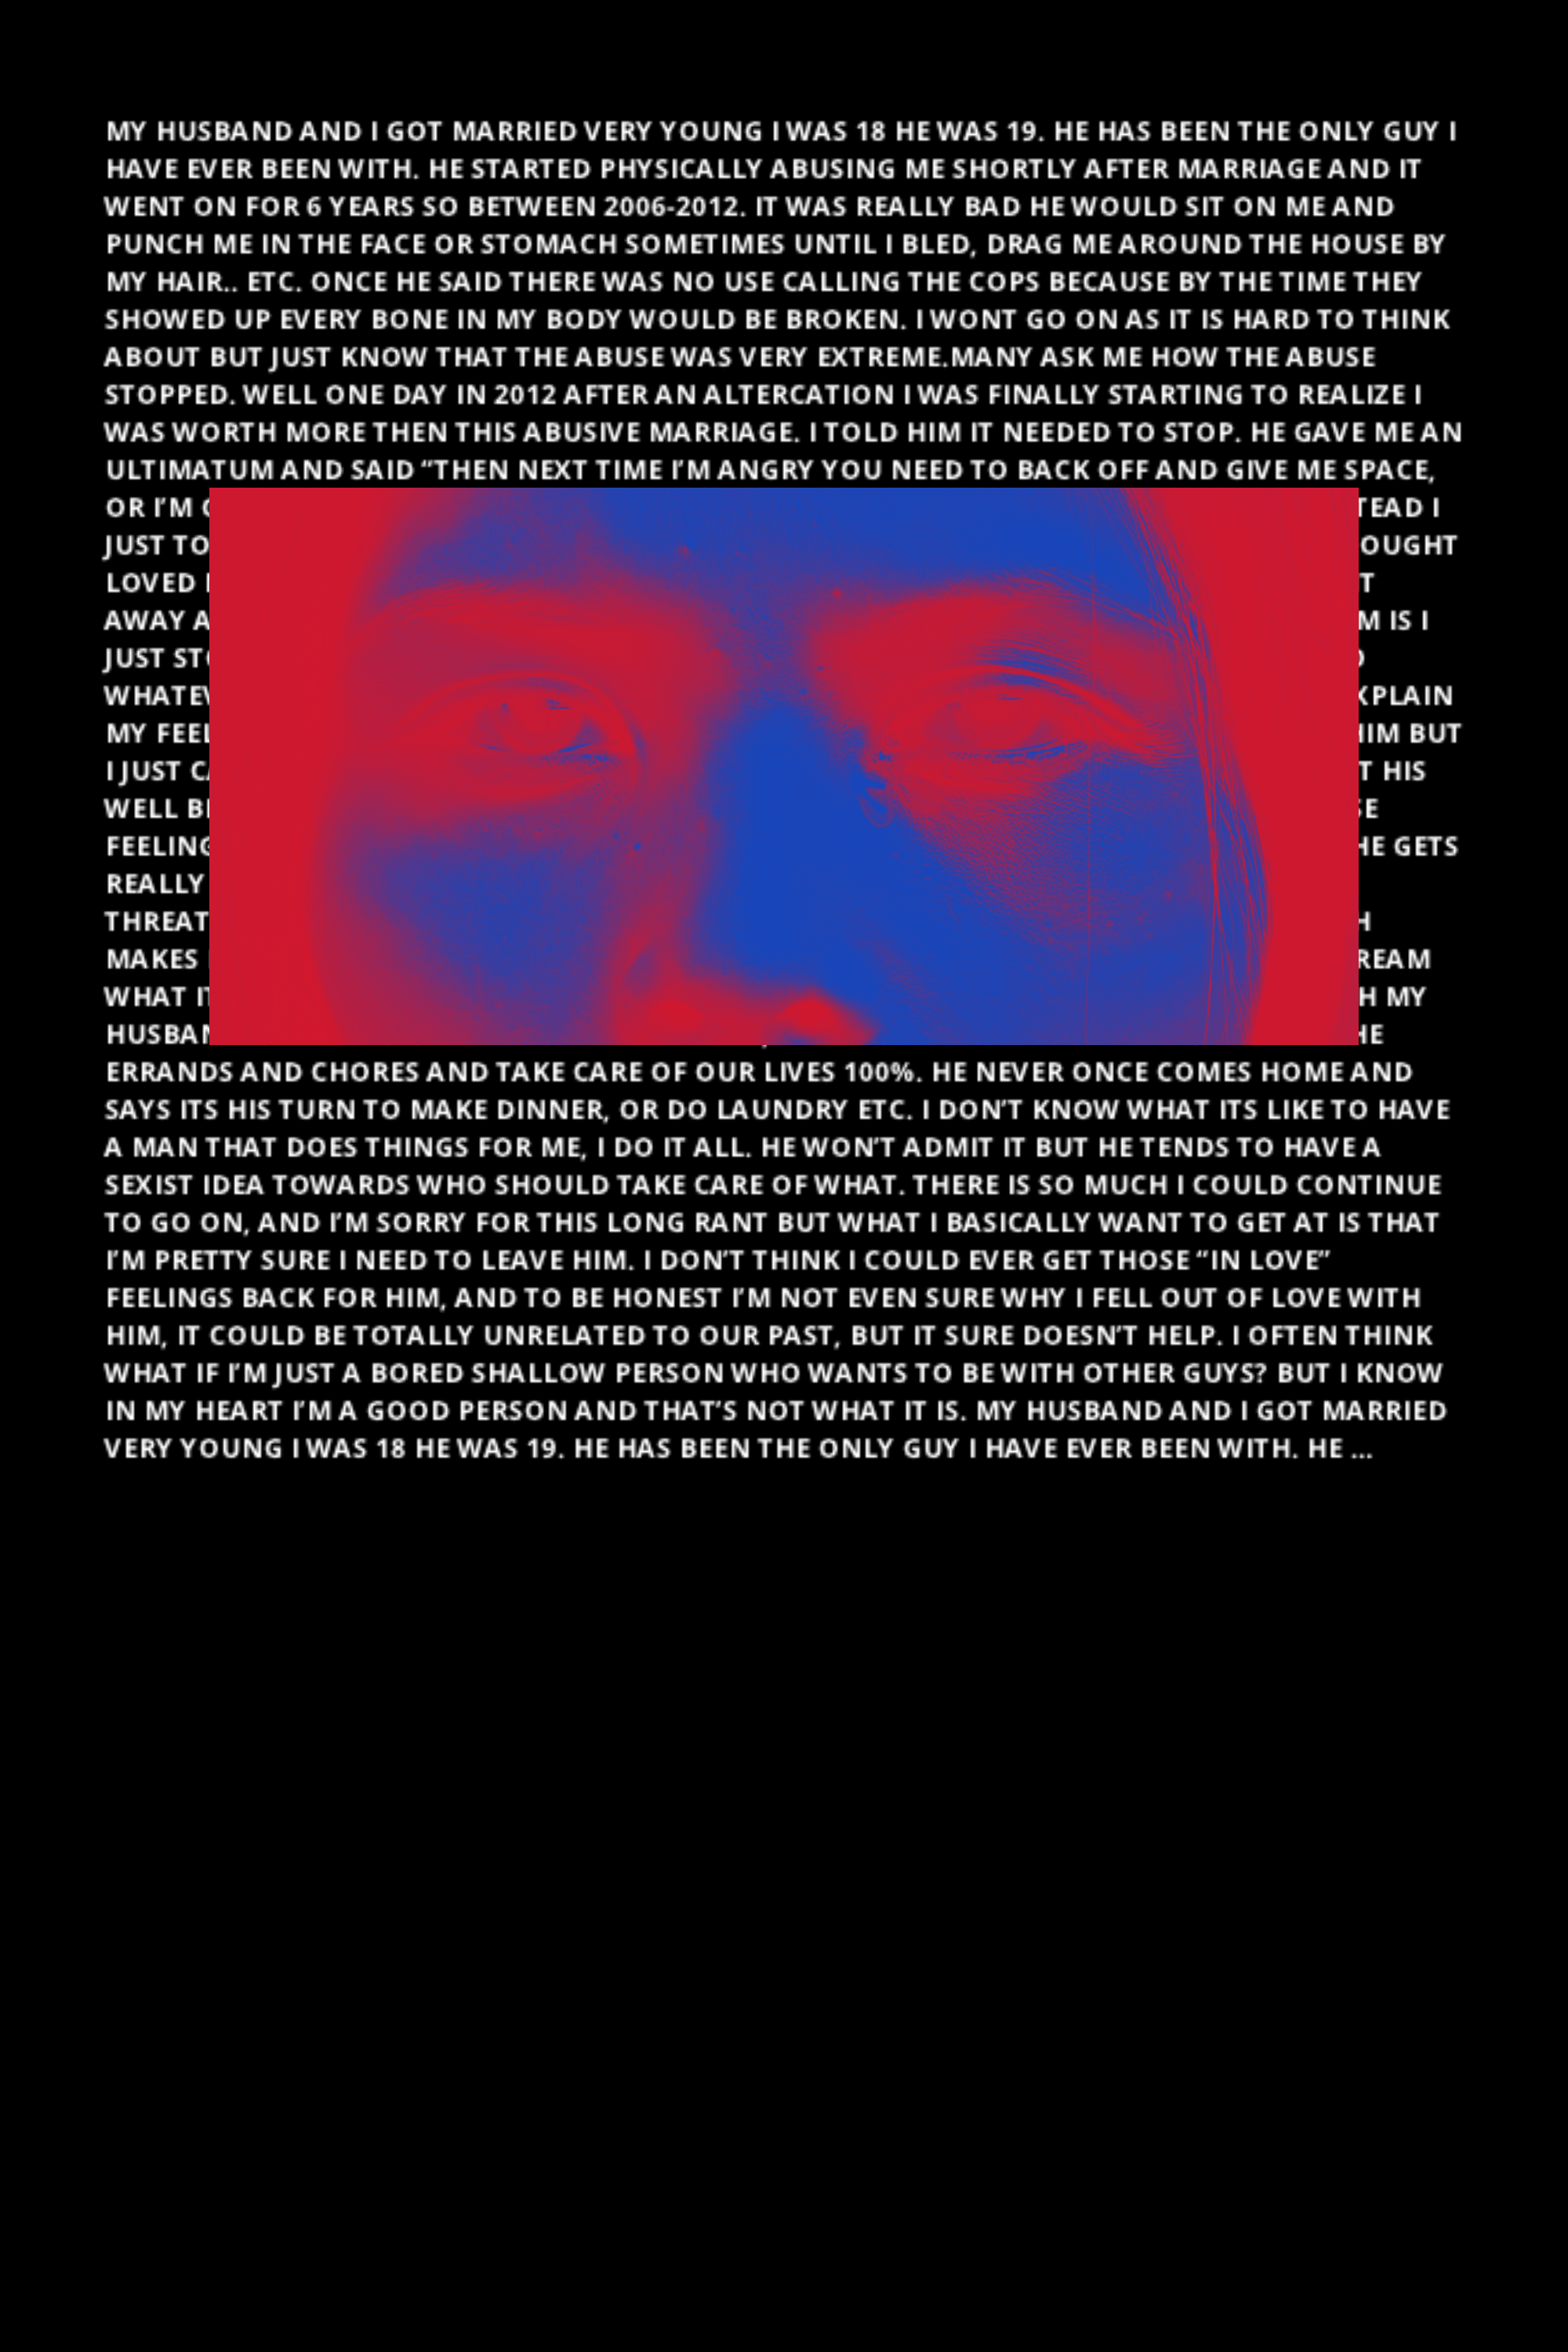 MY HUSBAND AND I GOT MARRIED VERY YOUNG I WAS 18 HE WAS 19. HE HAS BEEN THE ONLY GUY I
HAVE EVER BEEN WITH. HE STARTED PHYSICALLY ABUSING ME SHORTLY AFTER MARRIAGE AND IT
WENT ON FOR 6 YEARS SO BETWEEN 2006-2012. IT WAS REALLY BAD HE WOULD SIT ON ME AND
PUNCH ME IN THE FACE OR STOMACH SOMETIMES UNTIL I BLED, DRAG ME AROUND THE HOUSE BY
MY HAIR.. ETC. ONCE HE SAID THERE WAS NO USE CALLING THE COPS BECAUSE BY THE TIME THEY
SHOWED UP EVERY BONE IN MY BODY WOULD BE BROKEN. I WONT GO ON AS IT IS HARD TO THINK
ABOUT BUT JUST KNOW THAT THE ABUSE WAS VERY EXTREME.MANY ASK ME HOW THE ABUSE
STOPPED. WELL ONE DAY IN 2012 AFTER AN ALTERCATION I WAS FINALLY STARTING TO REALIZE I
WAS WORTH MORE THEN THIS ABUSIVE MARRIAGE. I TOLD HIM IT NEEDED TO STOP. HE GAVE ME AN
ULTIMATUM AND SAID “THEN NEXT TIME I’M ANGRY YOU NEED TO BACK OFF AND GIVE ME SPACE,
OR I’M I
JUST
LOVED
AWAY IS I
JUST
MY BUT
I JUST HIS
WELL
GETS
REALLY
MAKES
WHAT MY
ERRANDS AND CHORES AND TAKE CARE OF OUR LIVES 100%. HE NEVER ONCE COMES HOME AND
SAYS ITS HIS TURN TO MAKE DINNER, OR DO LAUNDRY ETC. I DON’T KNOW WHAT ITS LIKE TO HAVE
A MAN THAT DOES THINGS FOR ME, I DO IT ALL. HE WON’T ADMIT IT BUT HE TENDS TO HAVE A
SEXIST IDEA TOWARDS WHO SHOULD TAKE CARE OF WHAT. THERE IS SO MUCH I COULD CONTINUE
TO GO ON, AND I’M SORRY FOR THIS LONG RANT BUT WHAT I BASICALLY WANT TO GET AT IS THAT
I’M PRETTY SURE I NEED TO LEAVE HIM. I DON’T THINK I COULD EVER GET THOSE “IN LOVE”
FEELINGS BACK FOR HIM, AND TO BE HONEST I’M NOT EVEN SURE WHY I FELL OUT OF LOVE WITH
HIM, IT COULD BE TOTALLY UNRELATED TO OUR PAST, BUT IT SURE DOESN’T HELP. I OFTEN THINK
WHAT IF I’M JUST A BORED SHALLOW PERSON WHO WANTS TO BE WITH OTHER GUYS? BUT I KNOW
IN MY HEART I’M A GOOD PERSON AND THAT’S NOT WHAT IT IS. MY HUSBAND AND I GOT MARRIED
VERY YOUNG I WAS 18 HE WAS 19. HE HAS BEEN THE ONLY GUY I HAVE EVER BEEN WITH. HE ...